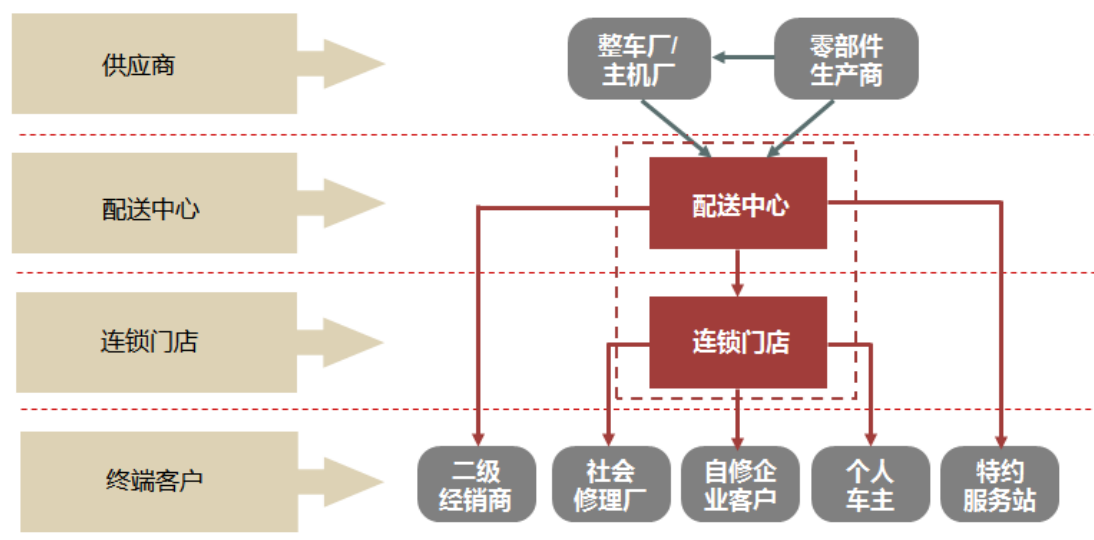 供应商
整车厂/
主机厂
零部件
生产商
配送中心
配送中心
连锁门店
连锁门店
终端客户
二级
经销商
社会
修理厂
自修企
业客户
个人
车主
特约
服务站